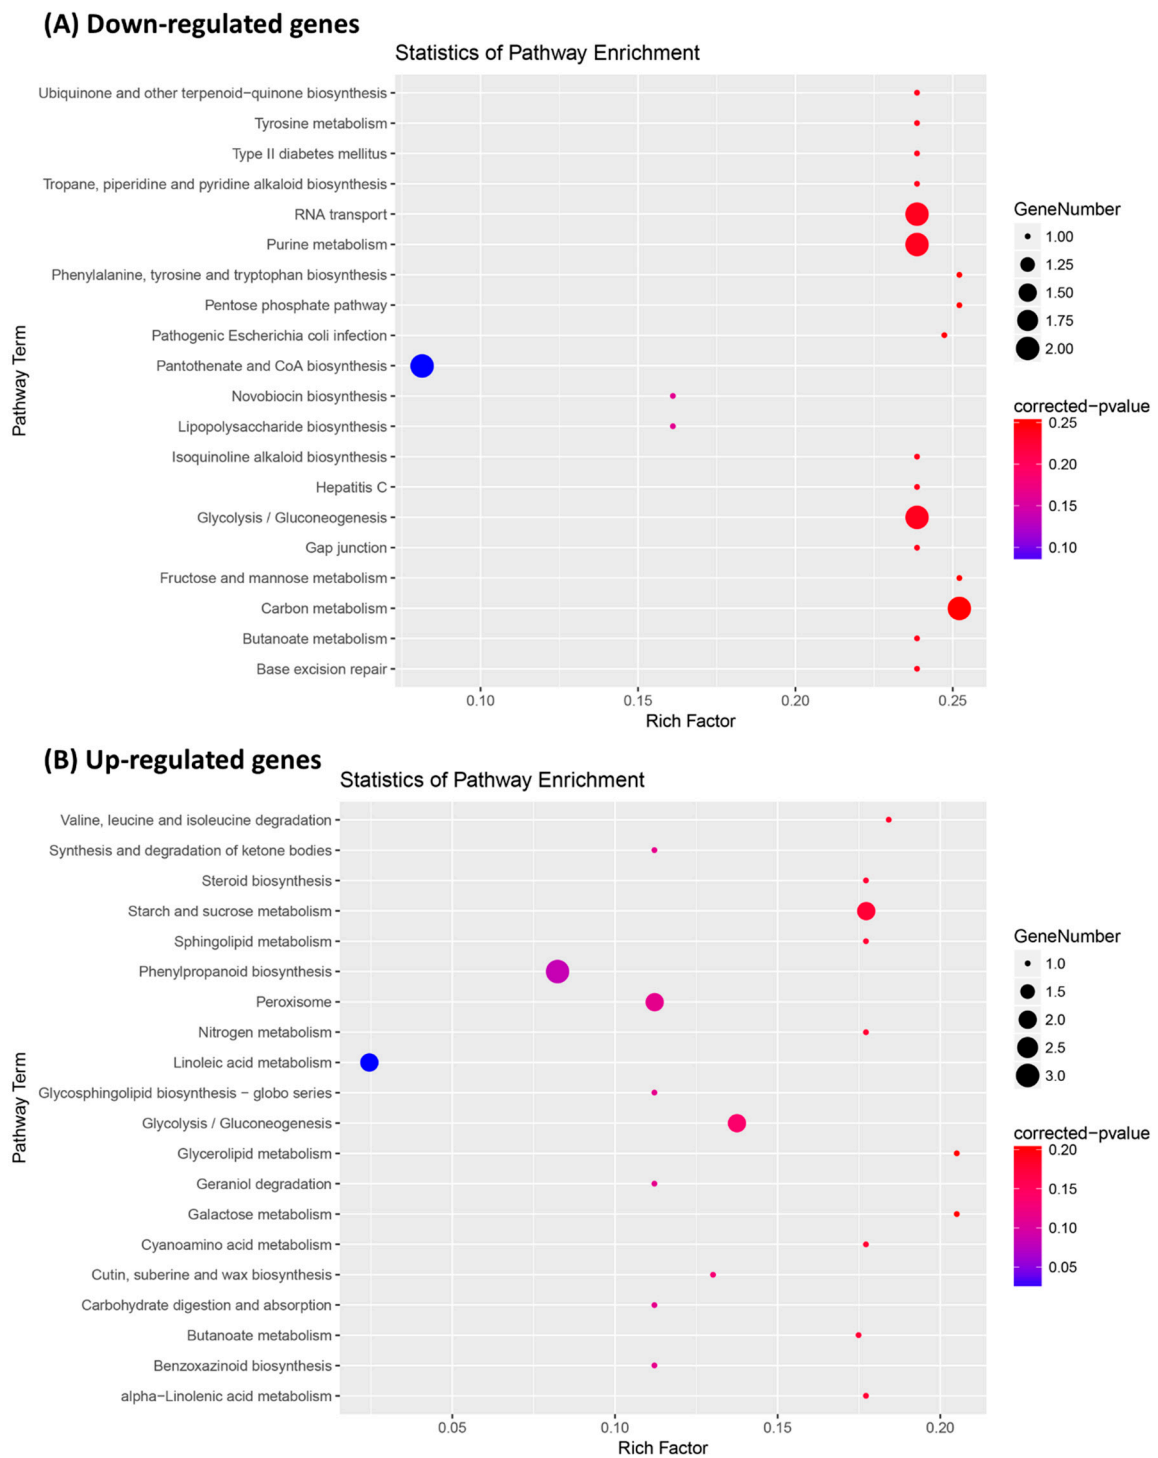 (A) Down-regulated genes
Statistics of Pathway Enrichment
Ubiquinone and other terpenoid−quinone biosynthesis
Tyrosine metabolism
Type II diabetes mellitus
Tropane, piperidine and pyridine alkaloid biosynthesis
RNA transport
Purine metabolism
Phenylalanine, tyrosine and tryptophan biosynthesis
Pentose phosphate pathway
Pathogenic Escherichia coli infection
Pantothenate and CoA biosynthesis
Novobiocin biosynthesis
Lipopolysaccharide biosynthesis
Isoquinoline alkaloid biosynthesis
Hepatitis C
Glycolysis / Gluconeogenesis
Gap junction
Fructose and mannose metabolism
Carbon metabolism
Butanoate metabolism
Base excision repair
Pathway Term
0.10 0.15 0.20 0.25
Rich Factor
GeneNumber
1.00
1.25
1.50
1.75
2.00
corrected−pvalue
0.25
0.20
0.15
0.10
(B) Up-regulated genes
Statistics of Pathway Enrichment
Valine, leucine and isoleucine degradation
Synthesis and degradation of ketone bodies
Steroid biosynthesis
Starch and sucrose metabolism
Sphingolipid metabolism
Phenylpropanoid biosynthesis
Peroxisome
Nitrogen metabolism
Linoleic acid metabolism
Glycosphingolipid biosynthesis − globo series
Glycolysis / Gluconeogenesis
Glycerolipid metabolism
Geraniol degradation
Galactose metabolism
Cyanoamino acid metabolism
Cutin, suberine and wax biosynthesis
Carbohydrate digestion and absorption
Butanoate metabolism
Benzoxazinoid biosynthesis
alpha−Linolenic acid metabolism
Pathway Term
0.05 0.10 0.15 0.20
Rich Factor
GeneNumber
1.0
1.5
2.0
2.5
3.0
corrected−pvalue
0.20
0.15
0.10
0.05